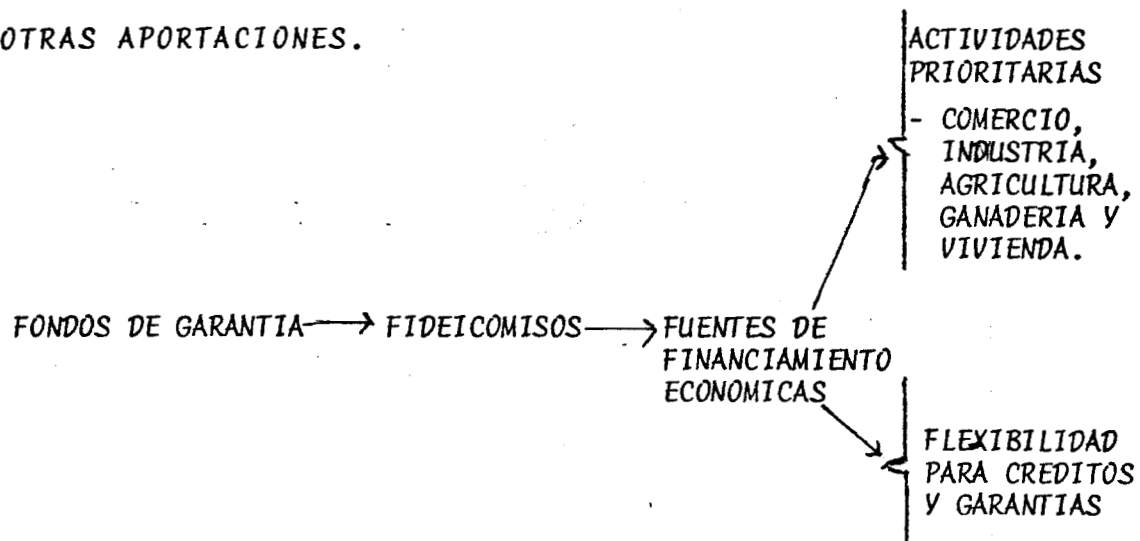 OTRAS APORTACIONES.
ACTIVIDADES
PRIORITARIAS
- COMERCIO,
INDUSTRIA,
AGRICULTURA,
GANADERIA Y
VIVIENDA.
FONDOS DE GARANTIA → FIDEICOMISOS → FUENTES DE
FINANCIAMIENTO
ECONOMICAS
FLEXIBILIDAD
PARA CREDITOS
Y GARANTIAS